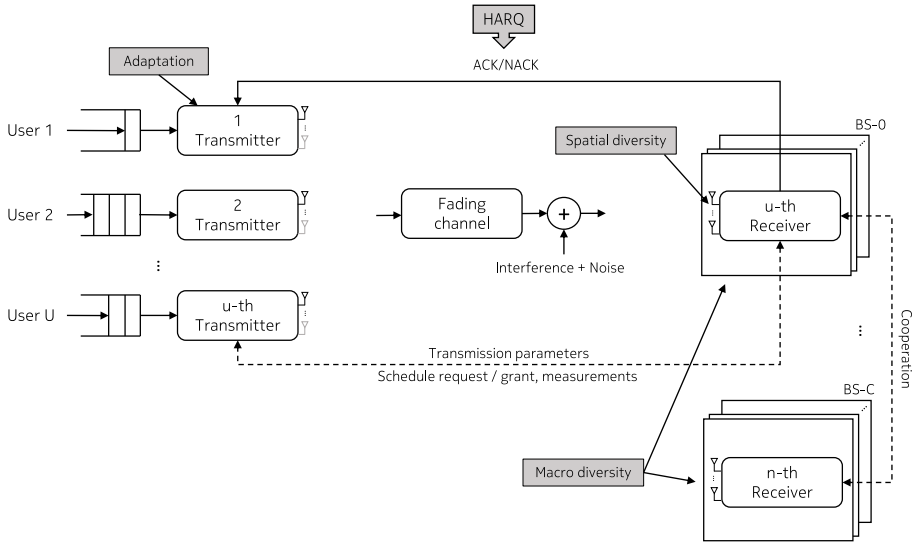 HARQ
ACK/NACK
Adaptation
User 1
1
Transmitter
BS-0
Spatial diversity
User 2
2
Transmitter
Fading
channel
+
u-th
Receiver
Interference + Noise
...
...
User U
u-th
Transmitter
Cooperation
Transmission parameters
Schedule request / grant, measurements
BS-C
Macro diversity
n-th
Receiver